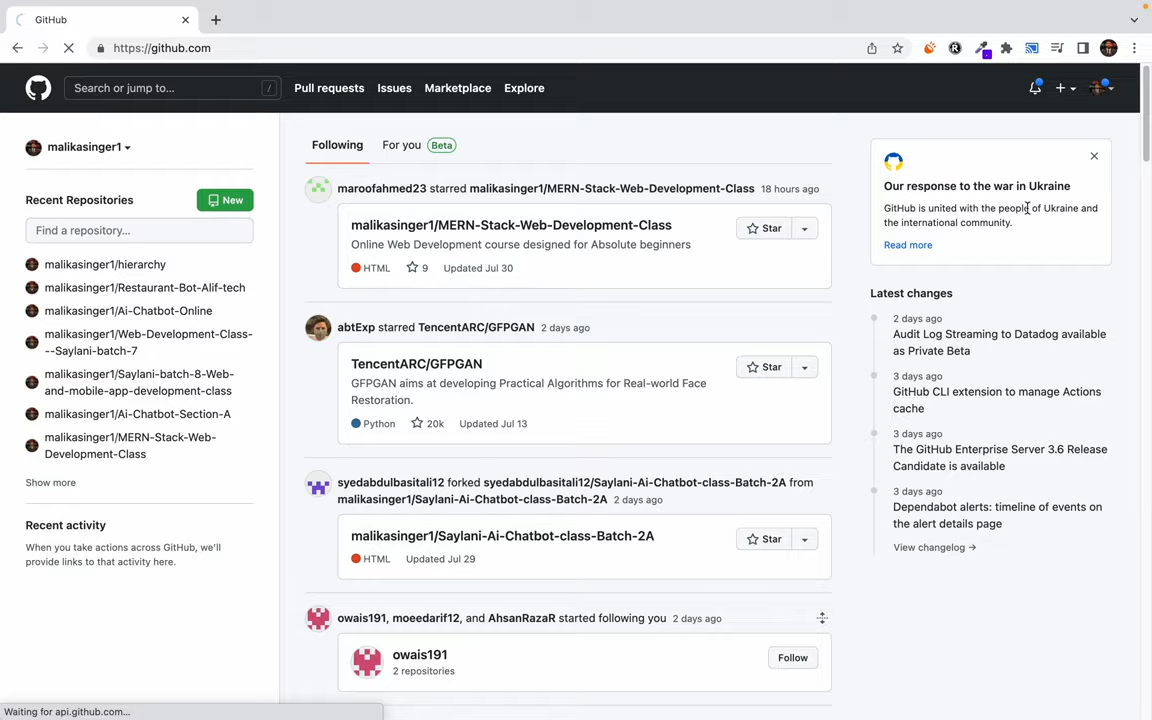 GitHub
https://github.com
Search or jump to...
/
Pull requests
Issues
Marketplace
Explore
malikasinger1
Recent Repositories
New
Find a repository...
malikasinger1/hierarchy
malikasinger1/Restaurant-Bot-Alif-tech
malikasinger1/Ai-Chatbot-Online
malikasinger1/Web-Development-Class-
--Saylani-batch-7
malikasinger1/Saylani-batch-8-Web-
and-mobile-app-development-class
malikasinger1/Ai-Chatbot-Section-A
malikasinger1/MERN-Stack-Web-
Development-Class
Show more
Recent activity
When you take actions across GitHub, we'll
provide links to that activity here.
Following
For you
Beta
maroofahmed23 starred malikasinger1/MERN-Stack-Web-Development-Class 18 hours ago
malikasinger1/MERN-Stack-Web-Development-Class
Star
Online Web Development course designed for Absolute beginners
HTML 9 Updated Jul 30
abtExp starred TencentARC/GFPGAN 2 days ago
TencentARC/GFPGAN
Star
GFPGAN aims at developing Practical Algorithms for Real-world Face
Restoration.
Python 20k Updated Jul 13
syedabdulbasitali12 forked syedabdulbasitali12/Saylani-Ai-Chatbot-class-Batch-2A from
malikasinger1/Saylani-Ai-Chatbot-class-Batch-2A 2 days ago
malikasinger1/Saylani-Ai-Chatbot-class-Batch-2A
Star
HTML Updated Jul 29
owais191, moeedarif12, and AhsanRazaR started following you 2 days ago
owais191
2 repositories
Follow
Our response to the war in Ukraine
GitHub is united with the people of Ukraine and
the international community.
Read more
Latest changes
2 days ago
Audit Log Streaming to Datadog available
as Private Beta
3 days ago
GitHub CLI extension to manage Actions
cache
3 days ago
The GitHub Enterprise Server 3.6 Release
Candidate is available
3 days ago
Dependabot alerts: timeline of events on
the alert details page
View changelog →
Waiting for api.github.com...